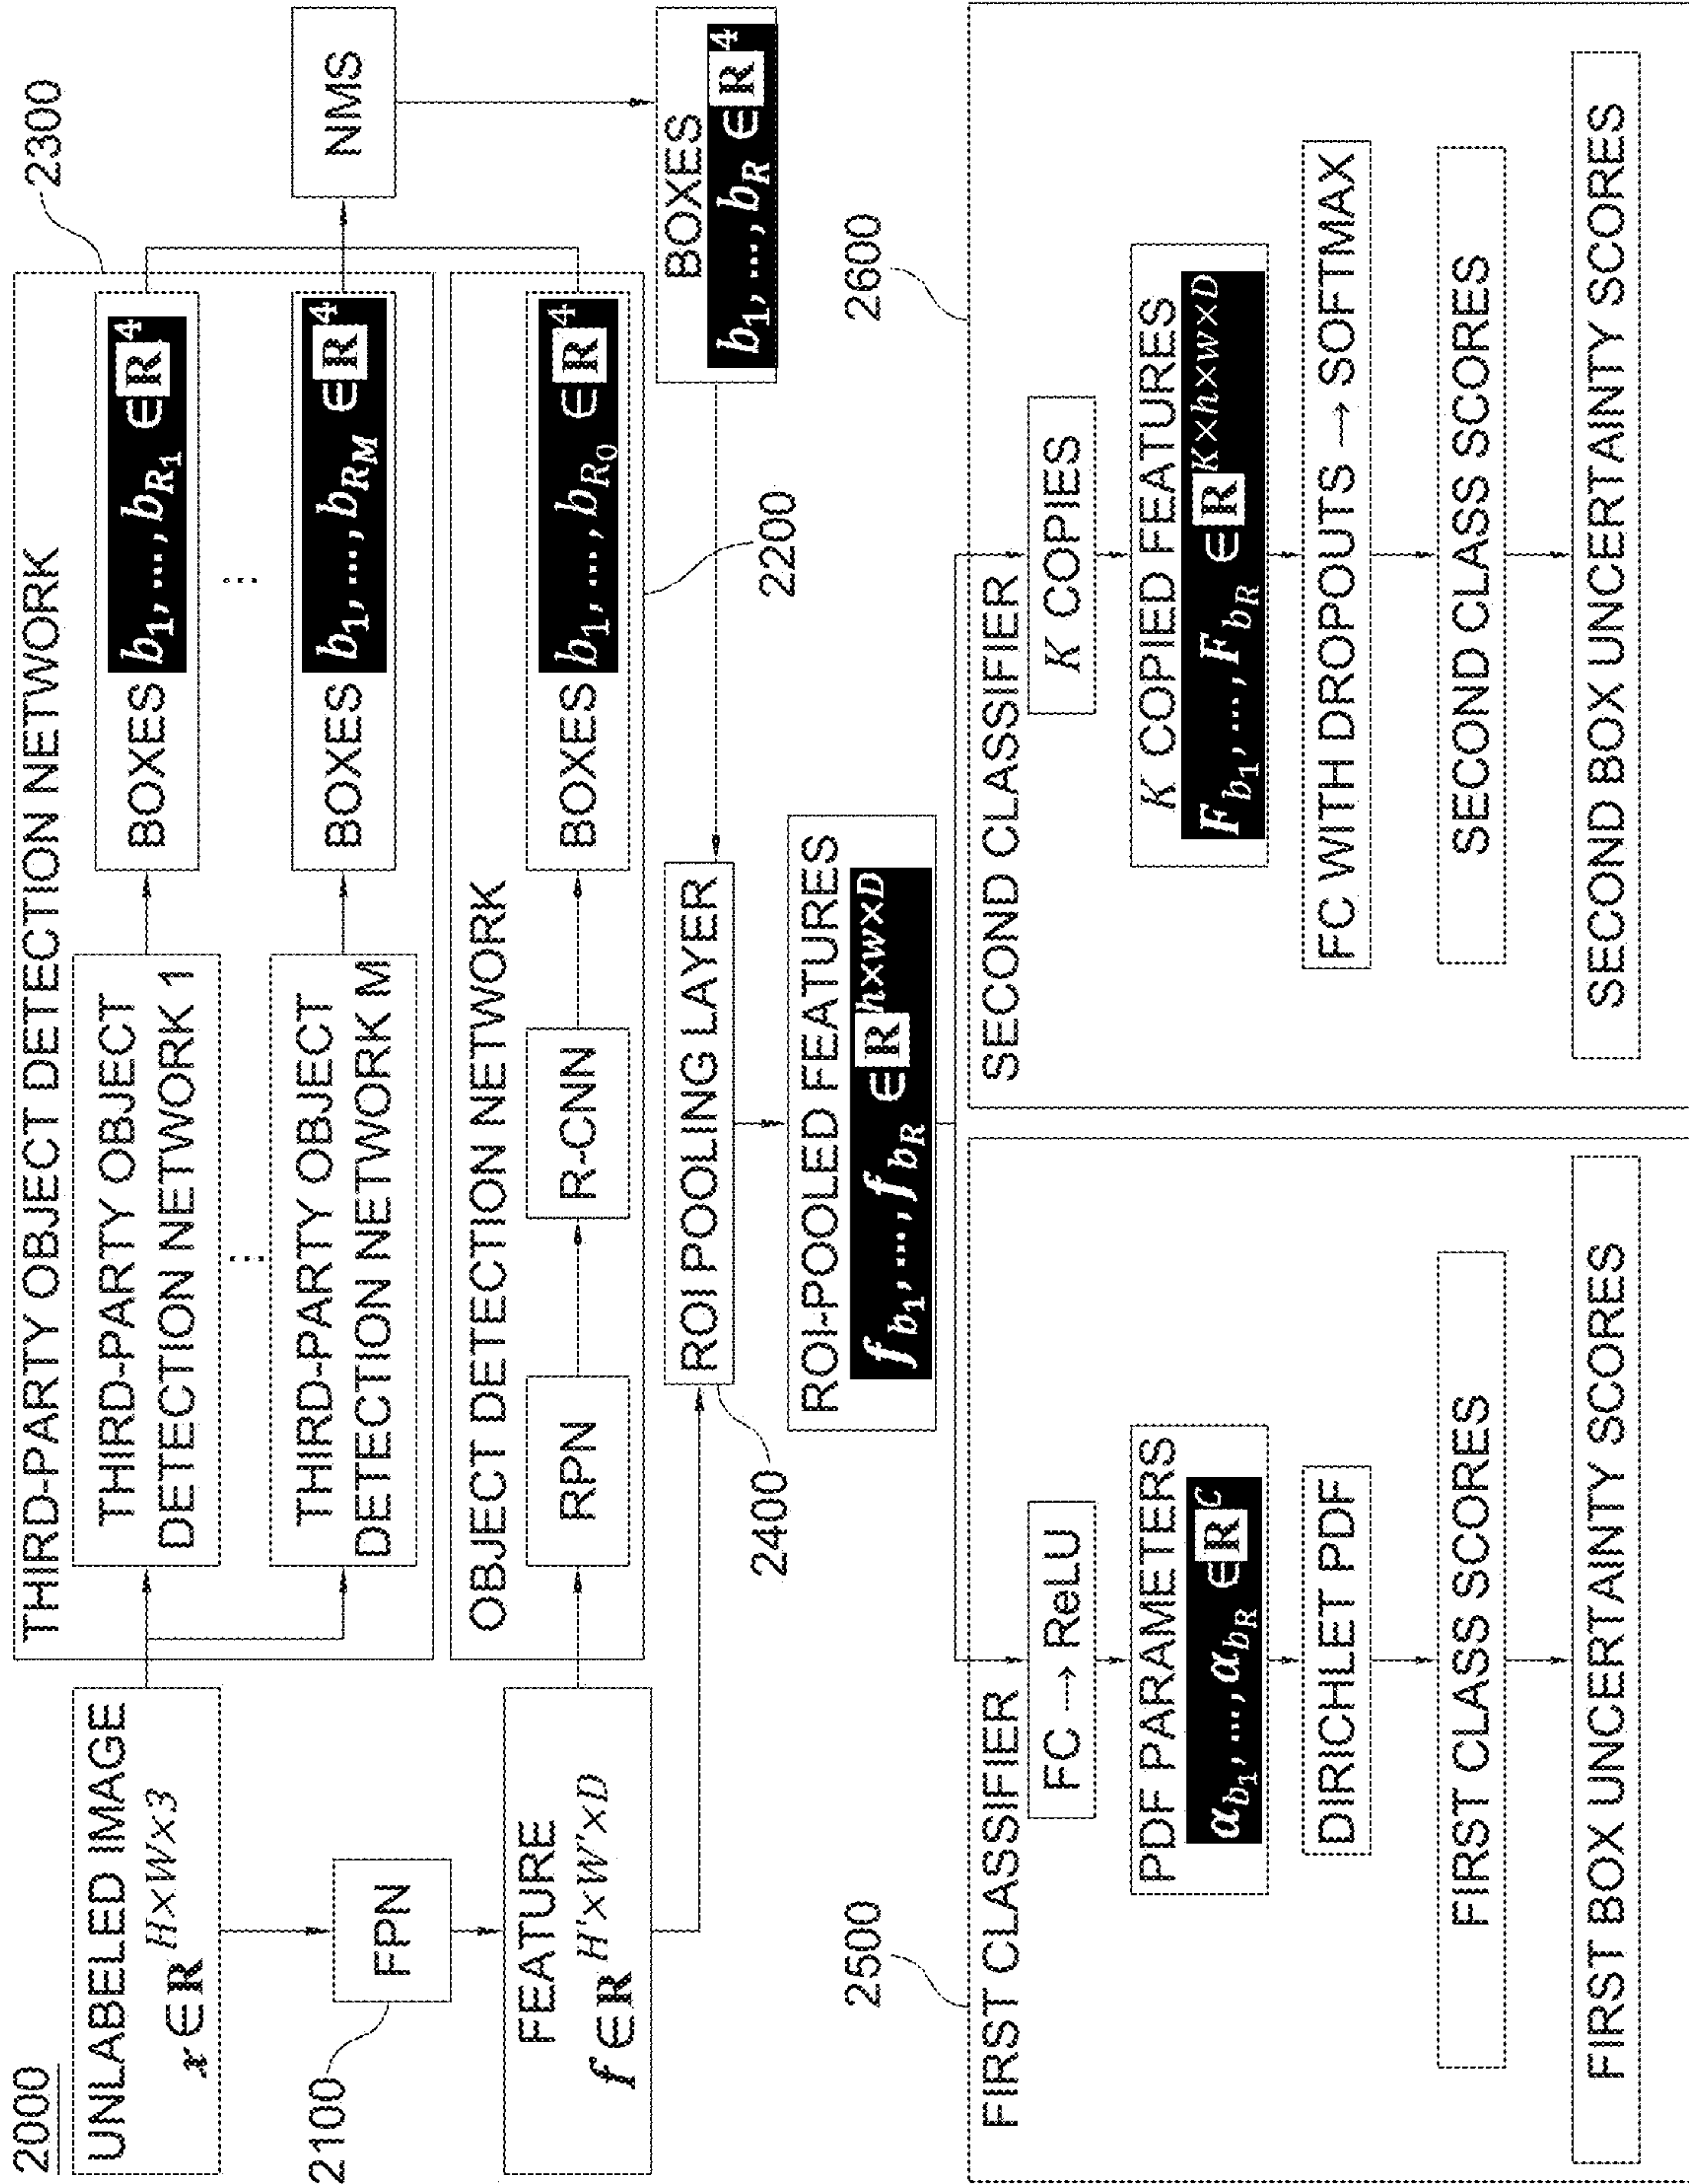 2000
UNLABELED IMAGE
x ∈ R^{H×W×3}
2100
FPN
FEATURE
f ∈ R^{H'×W'×D}
THIRD-PARTY OBJECT DETECTION NETWORK
2300
THIRD-PARTY OBJECT
DETECTION NETWORK 1
BOXES b_1, ..., b_{R_1} ∈ R^4
...
...
THIRD-PARTY OBJECT
DETECTION NETWORK M
BOXES b_1, ..., b_{R_M} ∈ R^4
NMS
OBJECT DETECTION NETWORK
RPN
R-CNN
BOXES b_1, ..., b_{R_0} ∈ R^4
2200
BOXES
b_1, ..., b_R ∈ R^4
ROI POOLING LAYER
2400
ROI-POOLED FEATURES
f_{b_1}, ..., f_{b_R} ∈ R^{h×w×D}
2500
FIRST CLASSIFIER
FC → ReLU
PDF PARAMETERS
α_{b_1}, ..., α_{b_R} ∈ R^C
DIRICHLET PDF
FIRST CLASS SCORES
FIRST BOX UNCERTAINTY SCORES
2600
SECOND CLASSIFIER
K COPIES
K COPIED FEATURES
F_{b_1}, ..., F_{b_R} ∈ R^{K×h×w×D}
FC WITH DROPOUTS → SOFTMAX
SECOND CLASS SCORES
SECOND BOX UNCERTAINTY SCORES